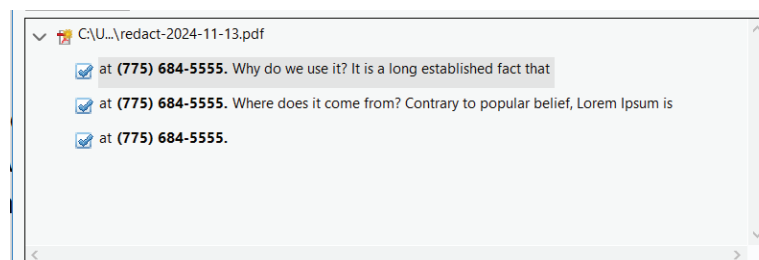 C:\U...\redact-2024-11-13.pdf
at (775) 684-5555. Why do we use it? It is a long established fact that
at (775) 684-5555. Where does it come from? Contrary to popular belief, Lorem Ipsum is
at (775) 684-5555.